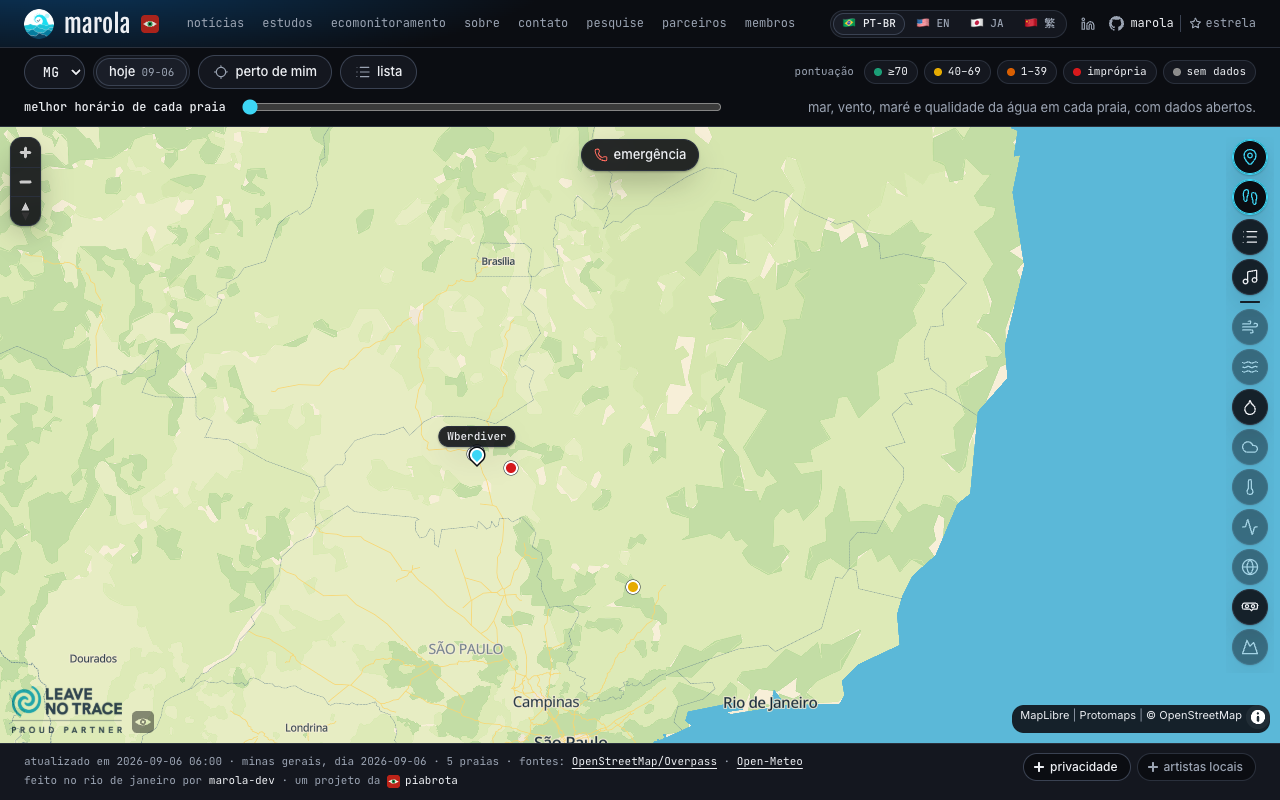 marola notícias estudos ecomonitoramento sobre contato pesquise parceiros membros PT-BR EN JA 繁 marola estrela
MG hoje 09-06 perto de mim lista pontuação ≥70 40–69 1–39 imprópria sem dados
melhor horário de cada praia mar, vento, maré e qualidade da água em cada praia, com dados abertos.
emergência
Brasília
Wberdiver
SÃO PAULO
Dourados
Campinas
Rio de Janeiro
Londrina
São Paulo
LEAVE
NO TRACE
PROUD PARTNER
MapLibre | Protomaps | © OpenStreetMap
atualizado em 2026-09-06 06:00 · minas gerais, dia 2026-09-06 · 5 praias · fontes: OpenStreetMap/Overpass · Open-Meteo
feito no rio de janeiro por marola-dev · um projeto da piabrota
privacidade artistas locais